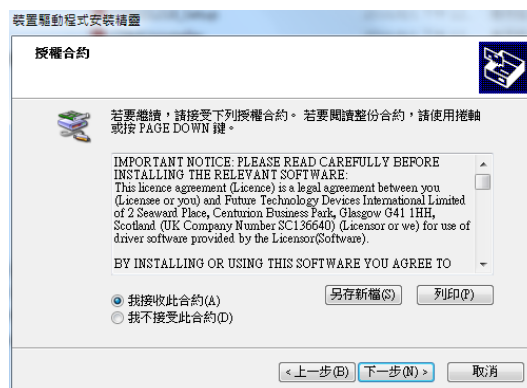 裝置驅動程式安裝精靈
授權合約
若要繼續，請接受下列授權合約。若要閱讀整份合約，請使用捲軸
或按 PAGE DOWN 鍵。
IMPORTANT NOTICE: PLEASE READ CAREFULLY BEFORE
INSTALLING THE RELEVANT SOFTWARE:
This licence agreement (Licence) is a legal agreement between you
(Licensee or you) and Future Technology Devices International Limited
of 2 Seaward Place, Centurion Business Park, Glasgow G41 1HH,
Scotland (UK Company Number SC136640) (Licensor or we) for use of
driver software provided by the Licensor(Software).
BY INSTALLING OR USING THIS SOFTWARE YOU AGREE TO
我接收此合約(A)
另存新檔(S) 列印(P)
我不接受此合約(D)
< 上一步(B) 下一步(N) > 取消